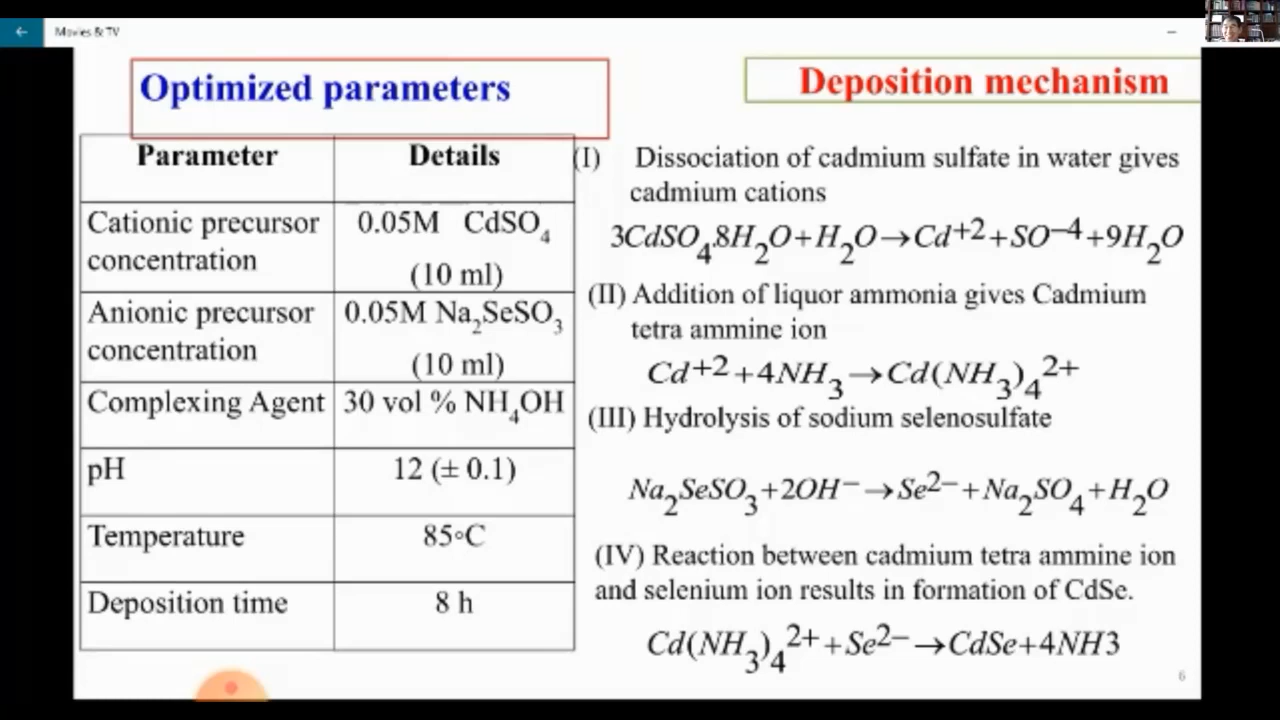 Movies & TV
Optimized parameters
Parameter Details
Cationic precursor concentration 0.05M CdSO₄ (10 ml)
Anionic precursor concentration 0.05M Na₂SeSO₃ (10 ml)
Complexing Agent 30 vol % NH₄OH
pH 12 (± 0.1)
Temperature 85∘C
Deposition time 8 h
Deposition mechanism
(I) Dissociation of cadmium sulfate in water gives
cadmium cations
3CdSO₄8H₂O+H₂O→Cd⁺²+SO⁻⁴+9H₂O
(II) Addition of liquor ammonia gives Cadmium
tetra ammine ion
Cd⁺²+4NH₃→Cd(NH₃)₄²⁺
(III) Hydrolysis of sodium selenosulfate
Na₂SeSO₃+2OH⁻→Se²⁻+Na₂SO₄+H₂O
(IV) Reaction between cadmium tetra ammine ion
and selenium ion results in formation of CdSe.
Cd(NH₃)₄²⁺+Se²⁻→CdSe+4NH3
6